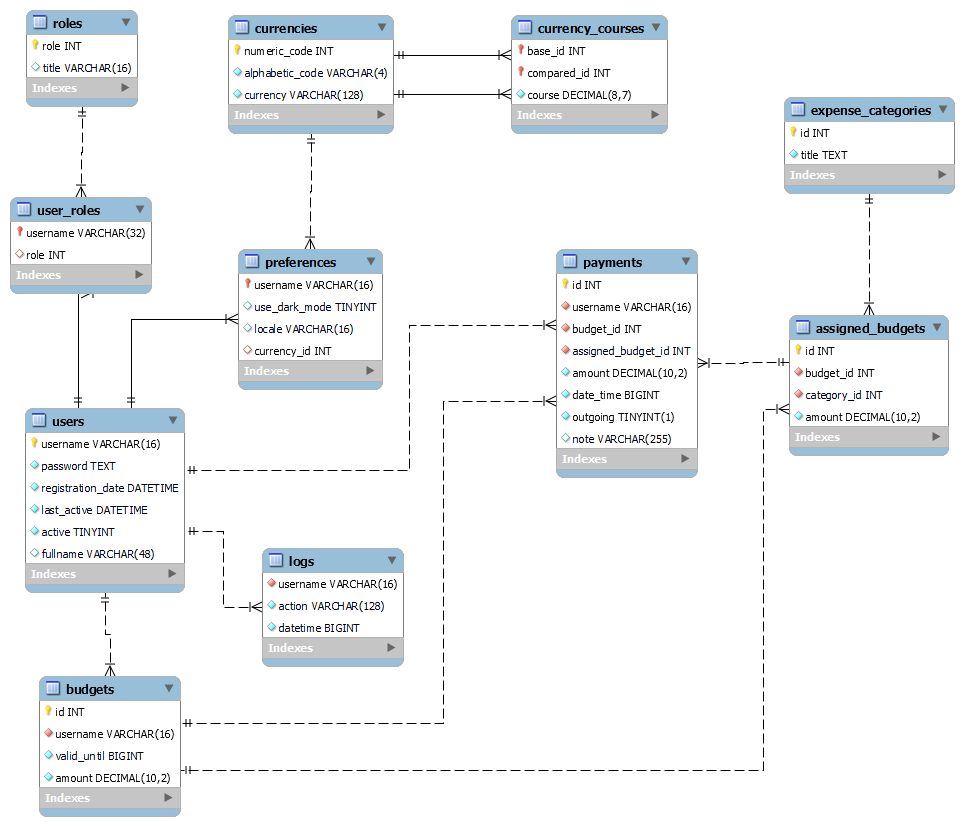 roles
role INT
title VARCHAR(16)
Indexes
currencies
numeric_code INT
alphabetic_code VARCHAR(4)
currency VARCHAR(128)
Indexes
currency_courses
base_id INT
compared_id INT
course DECIMAL(8,7)
Indexes
expense_categories
id INT
title TEXT
Indexes
user_roles
username VARCHAR(32)
role INT
Indexes
preferences
username VARCHAR(16)
use_dark_mode TINYINT
locale VARCHAR(16)
currency_id INT
Indexes
payments
id INT
username VARCHAR(16)
budget_id INT
assigned_budget_id INT
amount DECIMAL(10,2)
date_time BIGINT
outgoing TINYINT(1)
note VARCHAR(255)
Indexes
assigned_budgets
id INT
budget_id INT
category_id INT
amount DECIMAL(10,2)
Indexes
users
username VARCHAR(16)
password TEXT
registration_date DATETIME
last_active DATETIME
active TINYINT
fullname VARCHAR(48)
Indexes
logs
username VARCHAR(16)
action VARCHAR(128)
datetime BIGINT
Indexes
budgets
id INT
username VARCHAR(16)
valid_until BIGINT
amount DECIMAL(10,2)
Indexes